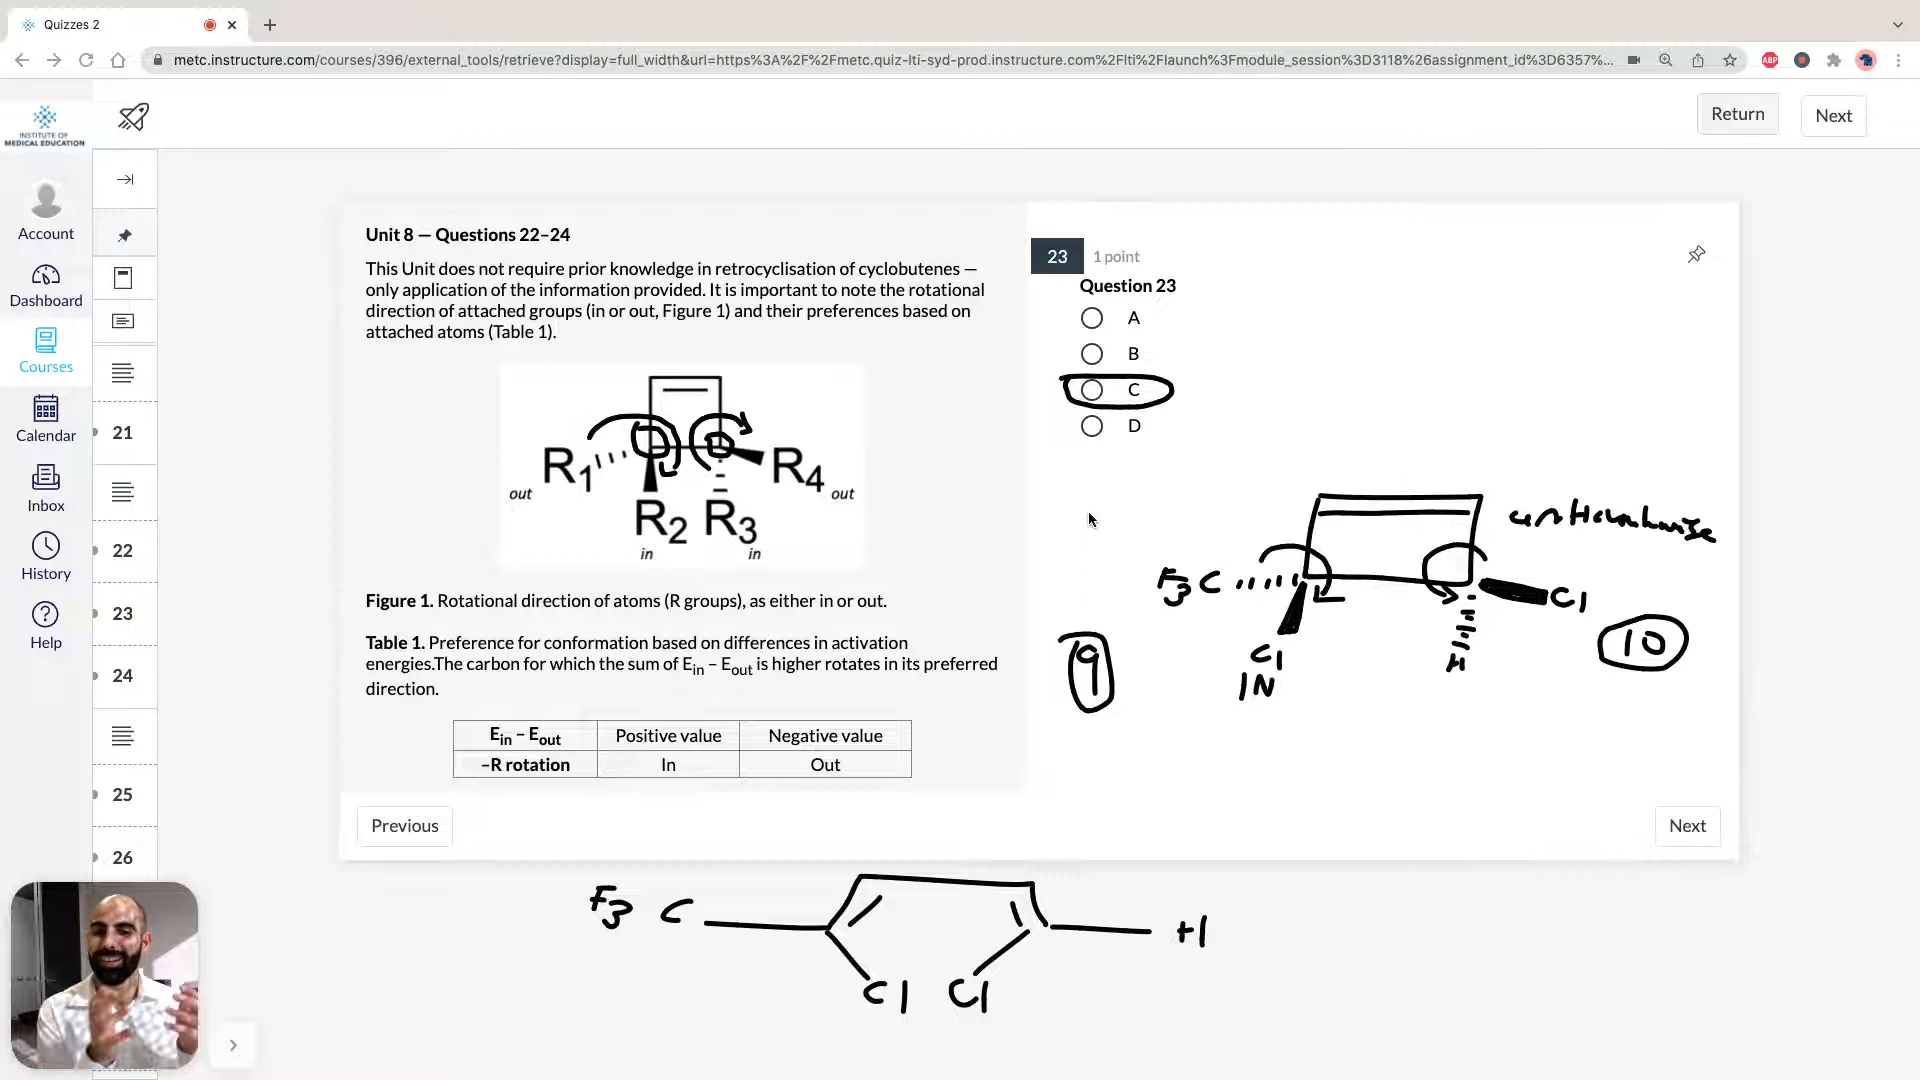 Quizzes 2
metc.instructure.com/courses/396/external_tools/retrieve?display=full_width&url=https%3A%2F%2Fmetc.quiz-lti-syd-prod.instructure.com%2Flti%2Flaunch%3Fmodule_session%3D3118%26assignment_id%3D6357%...
ABP
INSTITUTE OF
MEDICAL EDUCATION
Return
Next
Account
Dashboard
Courses
Calendar
Inbox
History
Help
21
22
23
24
25
26
Unit 8 — Questions 22–24
This Unit does not require prior knowledge in retrocyclisation of cyclobutenes —
only application of the information provided. It is important to note the rotational
direction of attached groups (in or out, Figure 1) and their preferences based on
attached atoms (Table 1).
R1 R4
out out
R2 R3
in in
Figure 1. Rotational direction of atoms (R groups), as either in or out.
Table 1. Preference for conformation based on differences in activation
energies.The carbon for which the sum of Ein – Eout is higher rotates in its preferred
direction.
Ein – Eout Positive value Negative value
–R rotation In Out
Previous
23 1 point
Question 23
A
B
C
D
F3 C Cl
Cl H
IN
9 10
Next
F3 C H
Cl Cl